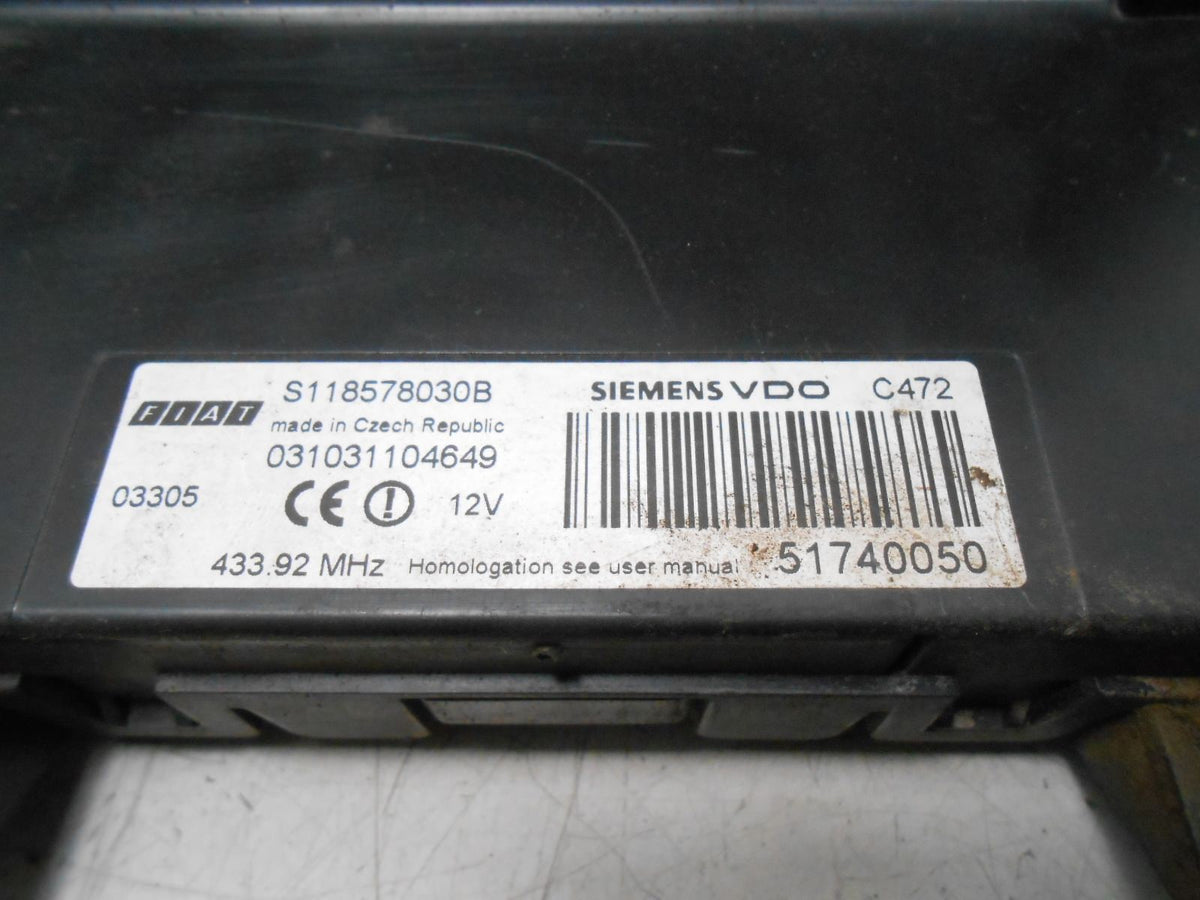 S118578030B
FIAT
made in Czech Republic
031031104649
03305 CE 12V
433.92 MHz Homologation see user manual
SIEMENS VDO C472
51740050